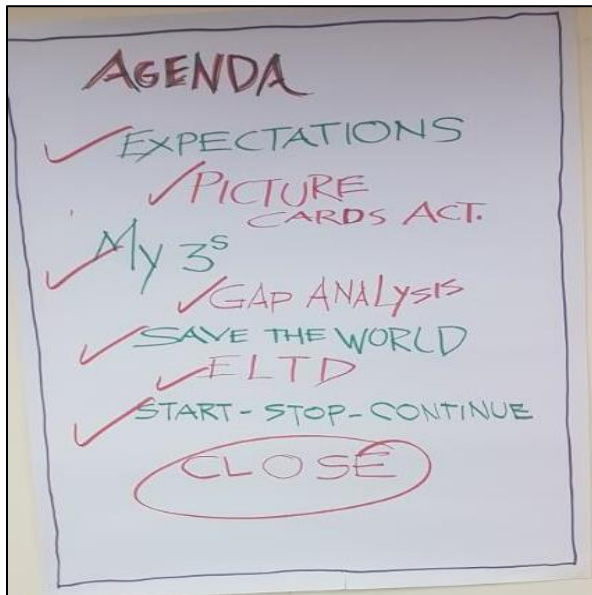 AGENDA
EXPECTATIONS
PICTURE
CARDS ACT.
My 3s
GAP ANALYSIS
SAVE THE WORLD
ELTD
START-STOP-CONTINUE
CLOSE